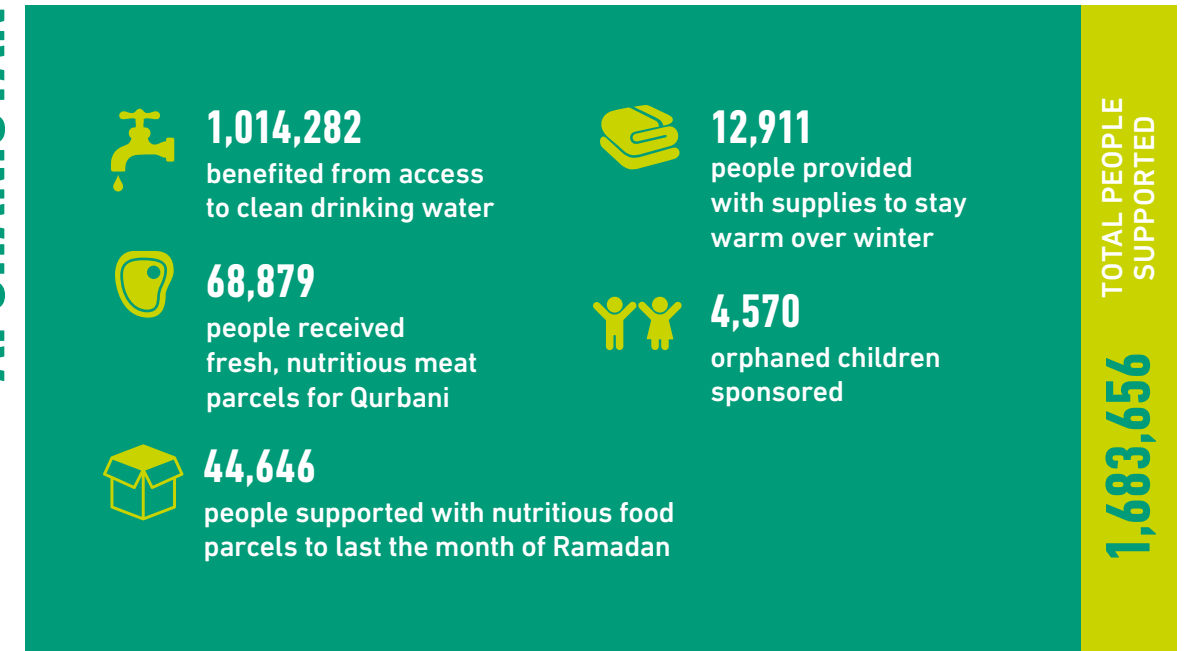 1,014,282
benefited from access
to clean drinking water
68,879
people received
fresh, nutritious meat
parcels for Qurbani
44,646
people supported with nutritious food
parcels to last the month of Ramadan
12,911
people provided
with supplies to stay
warm over winter
4,570
orphaned children
sponsored
TOTAL PEOPLE
SUPPORTED
1,683,656